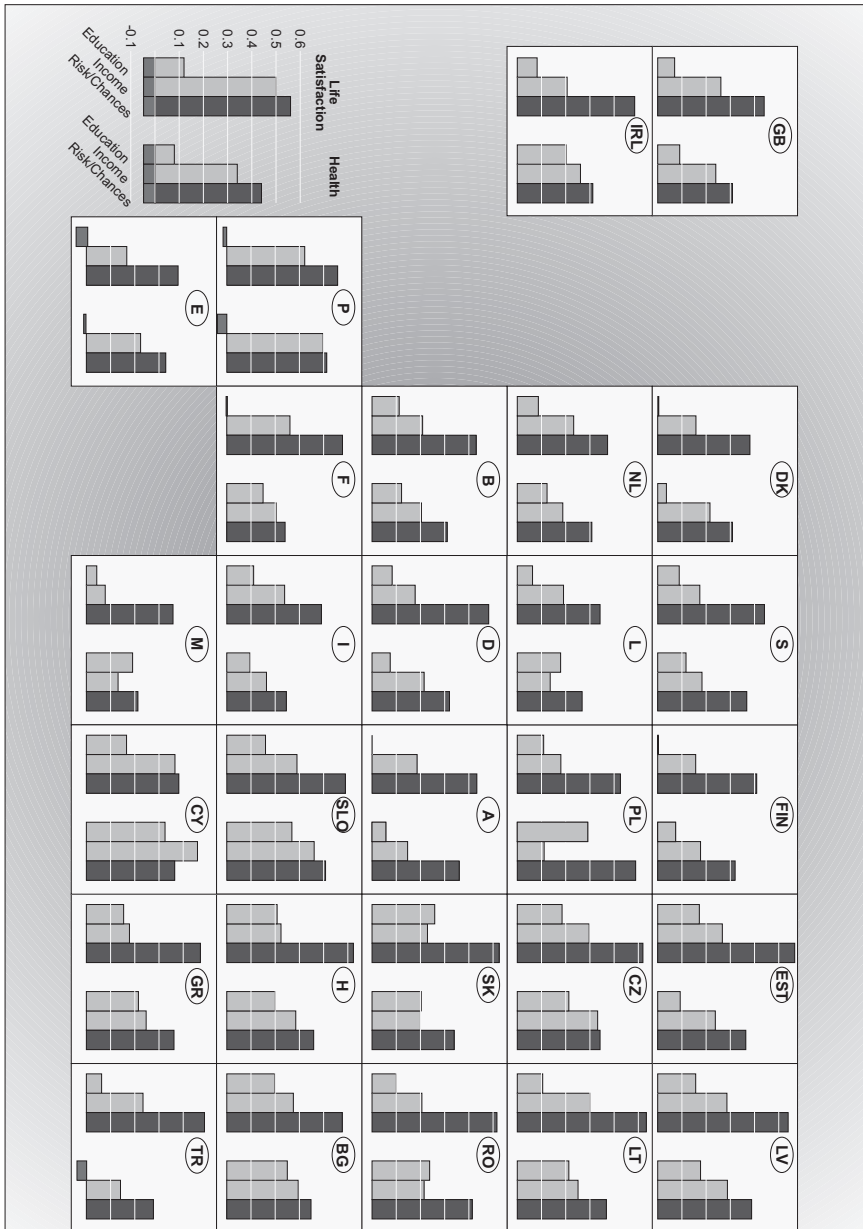 GB
DK
S
FIN
EST
LV
IRL
NL
L
PL
CZ
LT
B
D
A
SK
RO
P
F
I
SLO
H
BG
E
M
CY
GR
TR
Life
Satisfaction
Health
0.6
0.5
0.4
0.3
0.2
0.1
-0.1
Education
Income
Risk/Chances
Education
Income
Risk/Chances